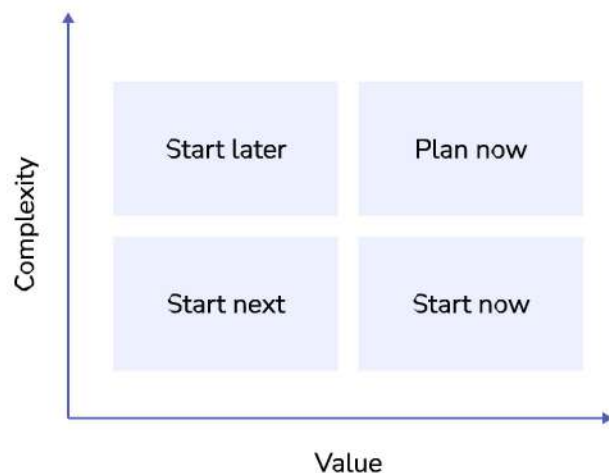 Complexity
Start later
Plan now
Start next
Start now
Value